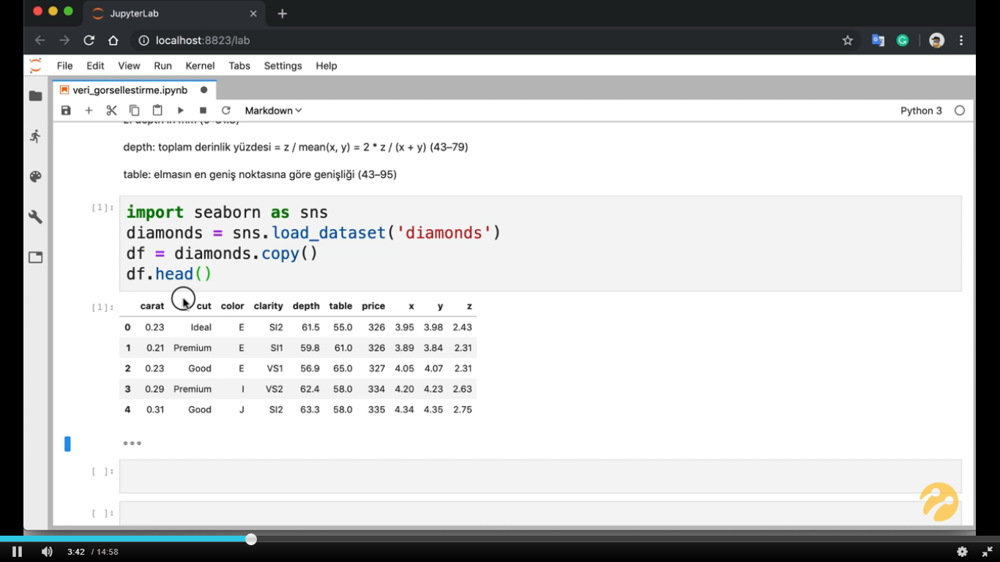 JupyterLab
localhost:8823/lab
File Edit View Run Kernel Tabs Settings Help
veri_gorsellestirme.ipynb
Markdown Python 3
depth: toplam derinlik yüzdesi = z / mean(x, y) = 2 * z / (x + y) (43–79)
table: elmasın en geniş noktasına göre genişliği (43–95)
[1]: import seaborn as sns
diamonds = sns.load_dataset('diamonds')
df = diamonds.copy()
df.head()
[1]: carat cut color clarity depth table price x y z
0 0.23 Ideal E SI2 61.5 55.0 326 3.95 3.98 2.43
1 0.21 Premium E SI1 59.8 61.0 326 3.89 3.84 2.31
2 0.23 Good E VS1 56.9 65.0 327 4.05 4.07 2.31
3 0.29 Premium I VS2 62.4 58.0 334 4.20 4.23 2.63
4 0.31 Good J SI2 63.3 58.0 335 4.34 4.35 2.75
[ ]:
[ ]:
3:42 / 14:58